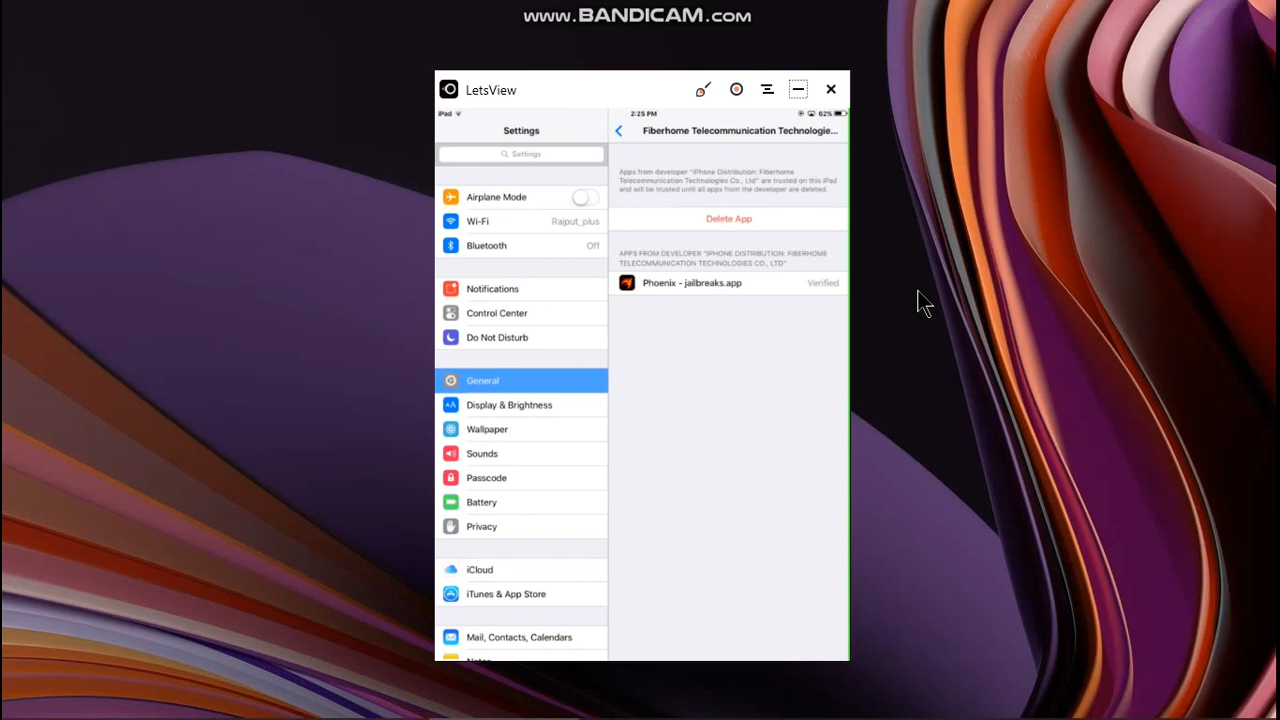 WWW.BANDICAM.COM
LetsView
iPad
2:25 PM
62%
Settings
Fiberhome Telecommunication Technologie...
Settings
Apps from developer "iPhone Distribution: Fiberhome
Telecommunication Technologies Co., Ltd" are trusted on this iPad
and will be trusted until all apps from the developer are deleted.
Airplane Mode
Delete App
Wi-Fi
Rajput_plus
Bluetooth
Off
APPS FROM DEVELOPER "IPHONE DISTRIBUTION: FIBERHOME
TELECOMMUNICATION TECHNOLOGIES CO., LTD"
Phoenix - jailbreaks.app
Verified
Notifications
Control Center
Do Not Disturb
General
Display & Brightness
Wallpaper
Sounds
Passcode
Battery
Privacy
iCloud
iTunes & App Store
Mail, Contacts, Calendars